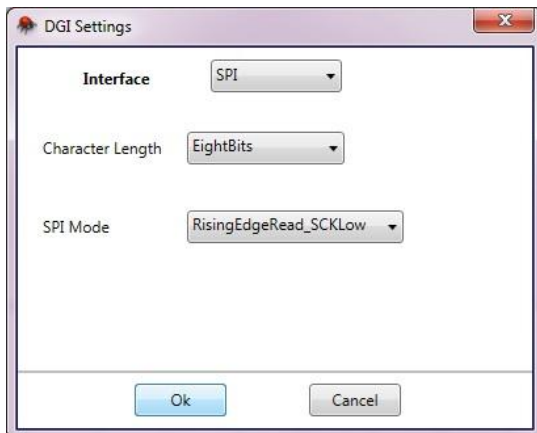 DGI Settings
Interface SPI
Character Length EightBits
SPI Mode RisingEdgeRead_SCKLow
Ok Cancel